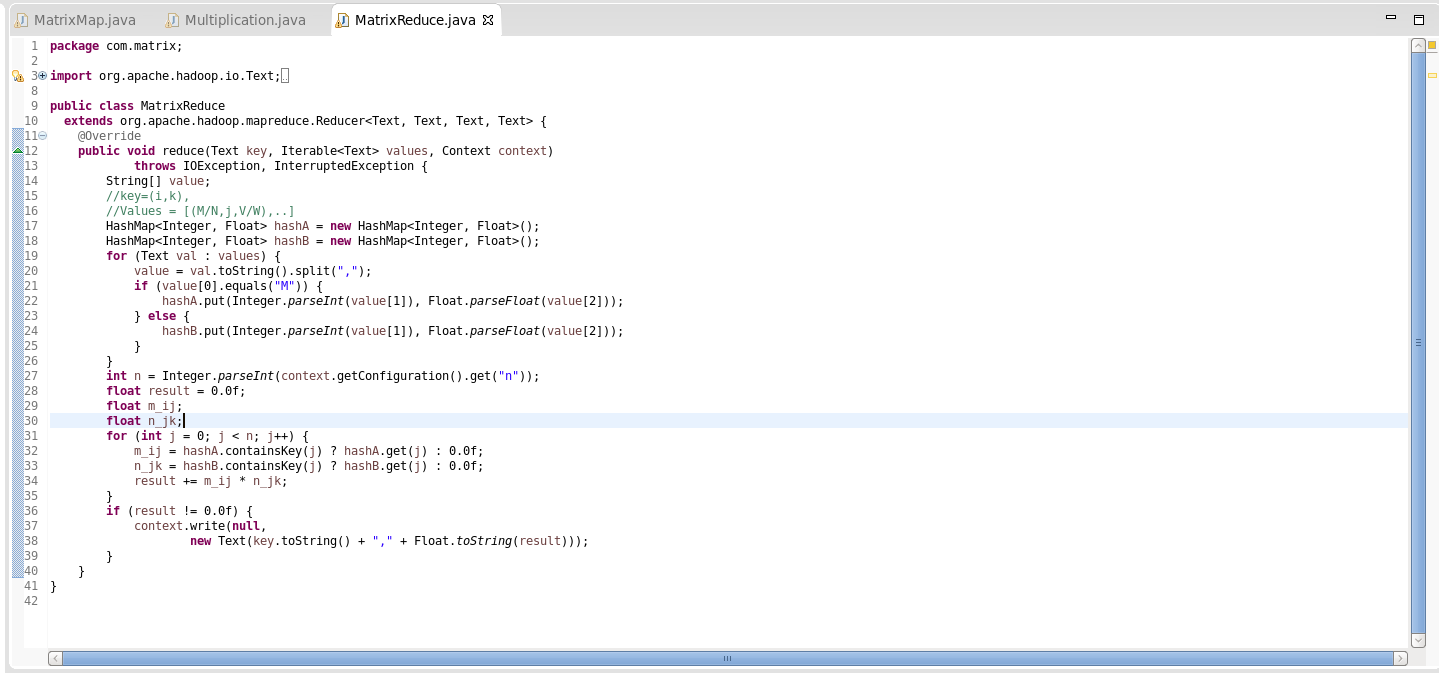 MatrixMap.java Multiplication.java MatrixReduce.java
1 package com.matrix;
2
3 import org.apache.hadoop.io.Text;
8
9 public class MatrixReduce
10   extends org.apache.hadoop.mapreduce.Reducer<Text, Text, Text, Text> {
11     @Override
12     public void reduce(Text key, Iterable<Text> values, Context context)
13             throws IOException, InterruptedException {
14         String[] value;
15         //key=(i,k),
16         //Values = [(M/N,j,V/W),..]
17         HashMap<Integer, Float> hashA = new HashMap<Integer, Float>();
18         HashMap<Integer, Float> hashB = new HashMap<Integer, Float>();
19         for (Text val : values) {
20             value = val.toString().split(",");
21             if (value[0].equals("M")) {
22                 hashA.put(Integer.parseInt(value[1]), Float.parseFloat(value[2]));
23             } else {
24                 hashB.put(Integer.parseInt(value[1]), Float.parseFloat(value[2]));
25             }
26         }
27         int n = Integer.parseInt(context.getConfiguration().get("n"));
28         float result = 0.0f;
29         float m_ij;
30         float n_jk;
31         for (int j = 0; j < n; j++) {
32             m_ij = hashA.containsKey(j) ? hashA.get(j) : 0.0f;
33             n_jk = hashB.containsKey(j) ? hashB.get(j) : 0.0f;
34             result += m_ij * n_jk;
35         }
36         if (result != 0.0f) {
37             context.write(null,
38                     new Text(key.toString() + "," + Float.toString(result)));
39         }
40     }
41 }
42